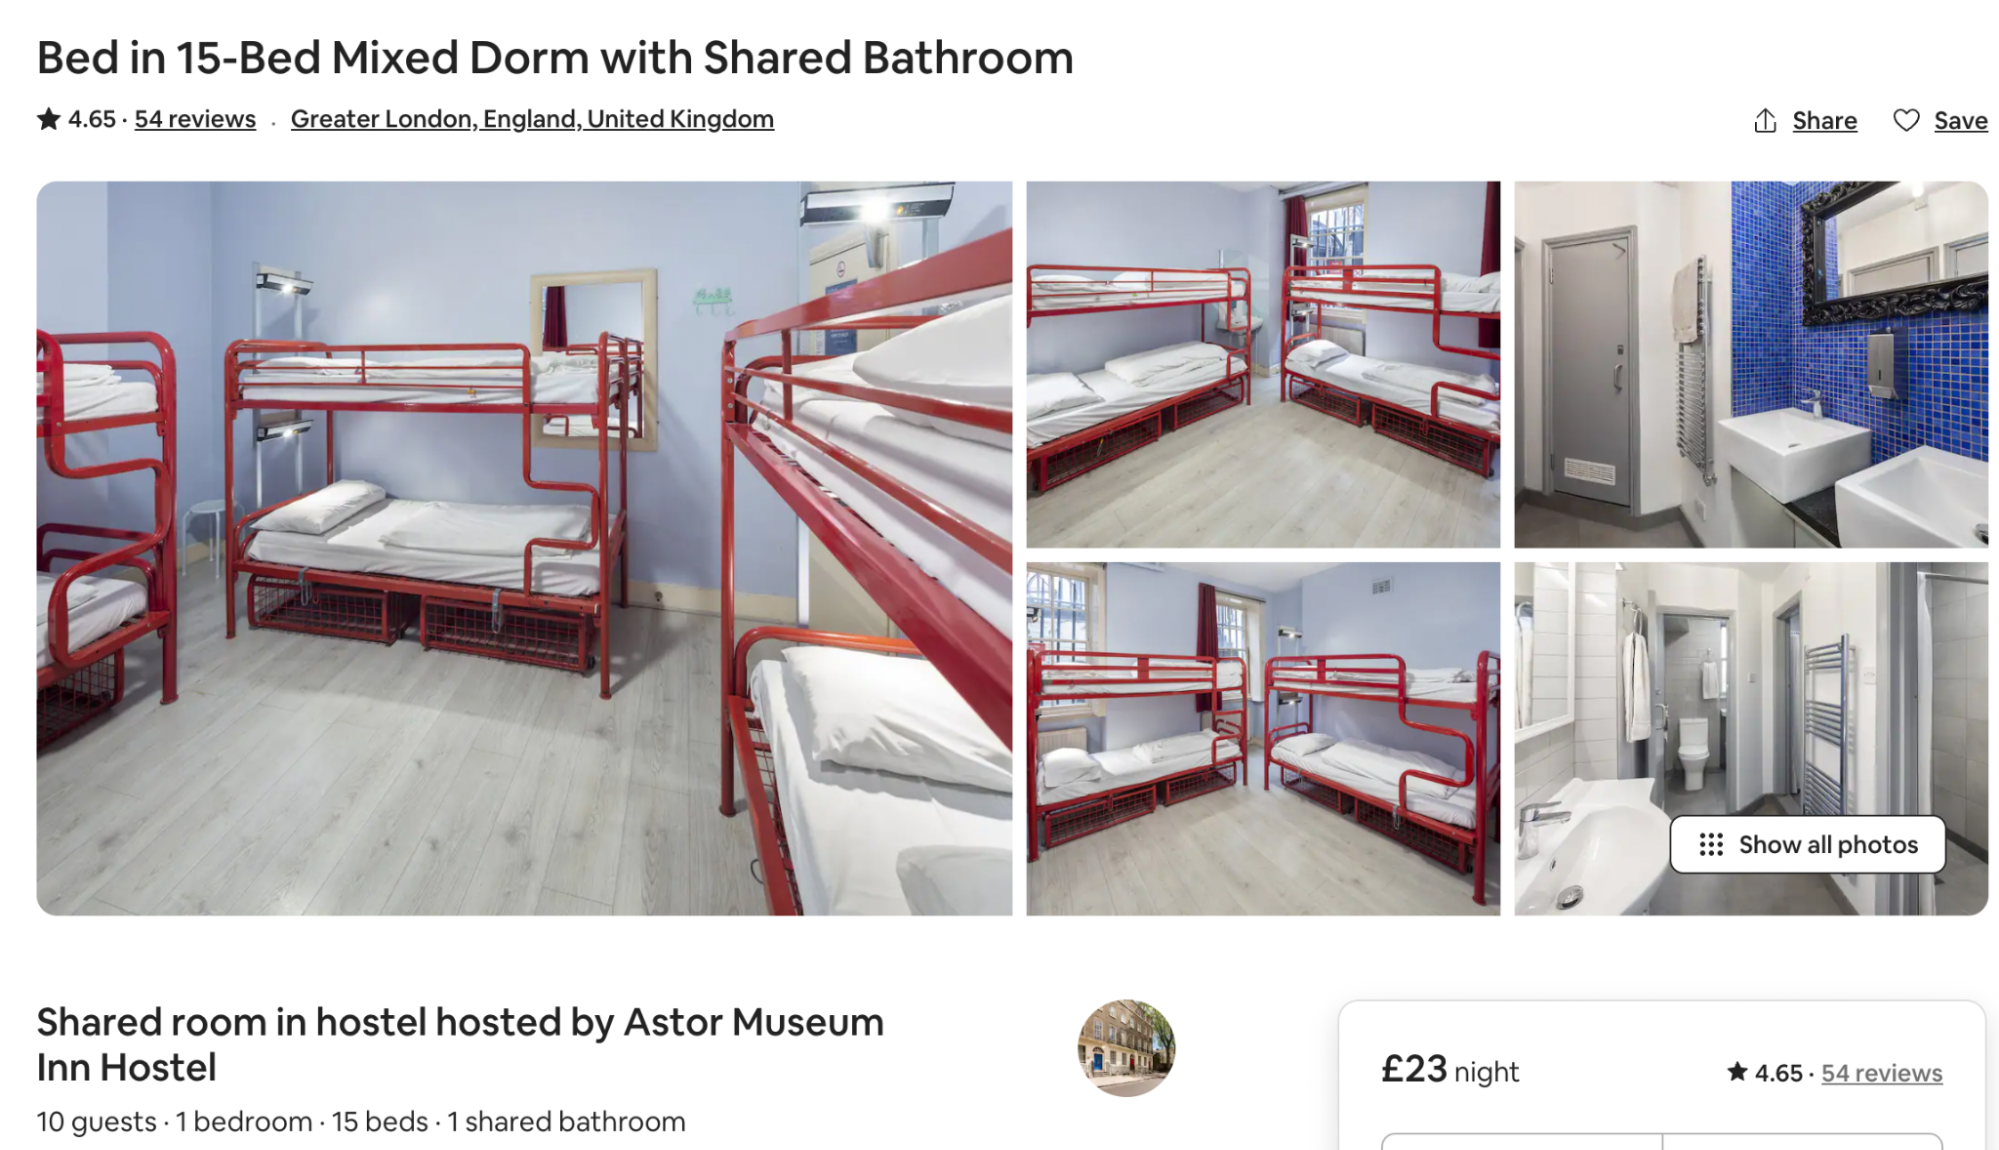 Bed in 15-Bed Mixed Dorm with Shared Bathroom
★ 4.65 · 54 reviews · Greater London, England, United Kingdom
Share
Save
Show all photos
Shared room in hostel hosted by Astor Museum
Inn Hostel
10 guests · 1 bedroom · 15 beds · 1 shared bathroom
£23 night
★ 4.65 · 54 reviews